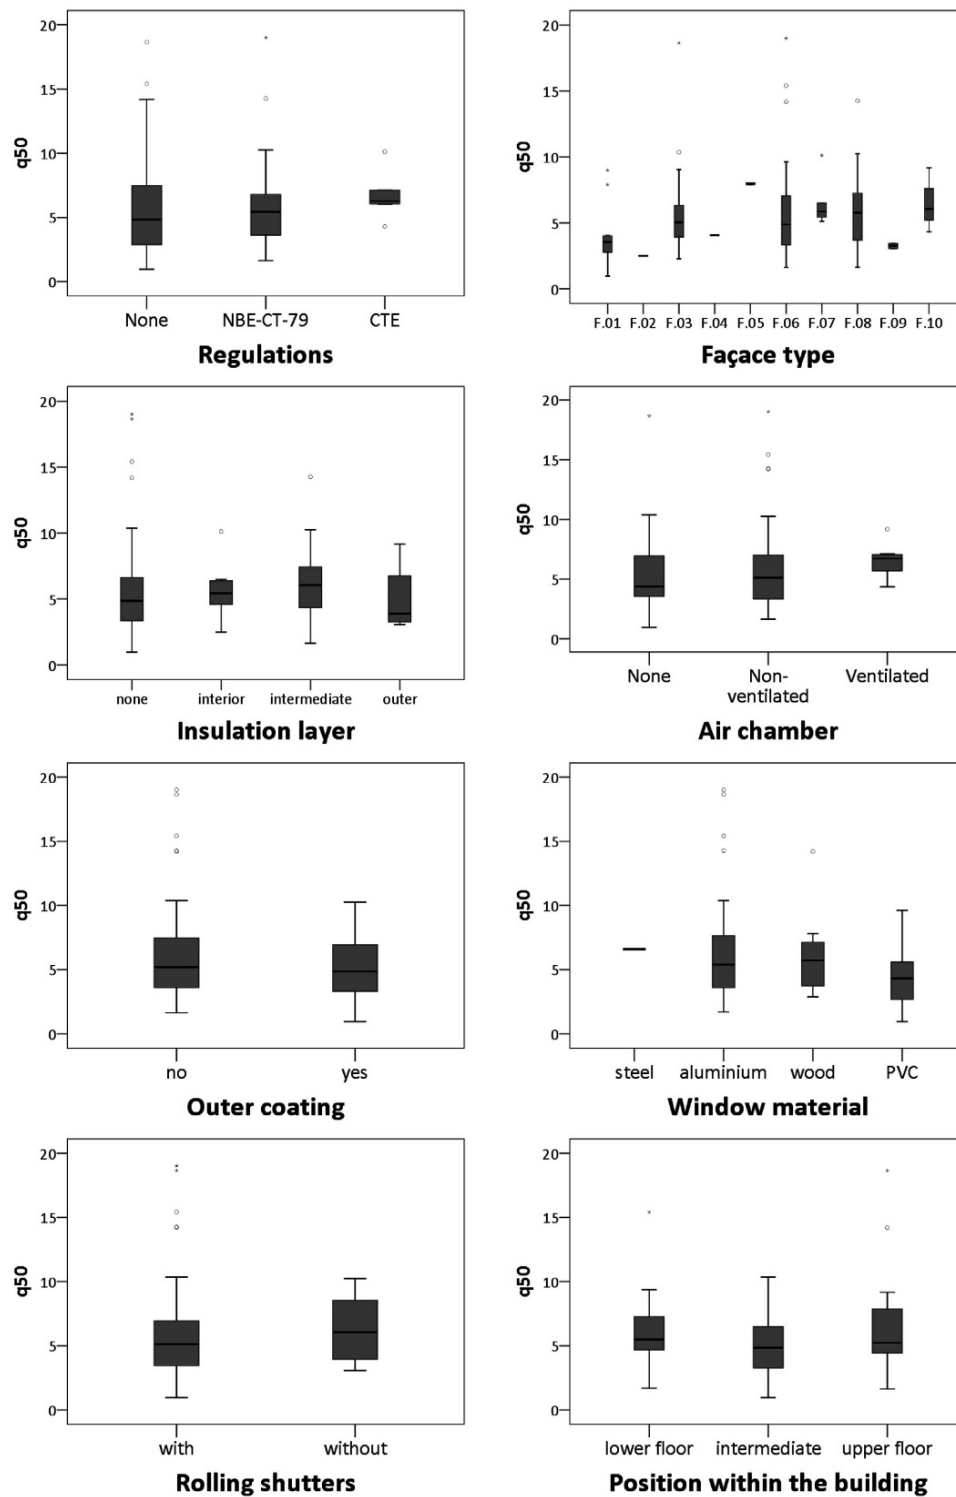 20
15
q50
10
5
0
None NBE-CT-79 CTE
Regulations
20
15
q50
10
5
0
F.01 F.02 F.03 F.04 F.05 F.06 F.07 F.08 F.09 F.10
Façace type
20
15
q50
10
5
0
none interior intermediate outer
Insulation layer
20
15
q50
10
5
0
None Non- Ventilated
ventilated
Air chamber
20
15
q50
10
5
0
no yes
Outer coating
20
15
q50
10
5
0
steel aluminium wood PVC
Window material
20
15
q50
10
5
0
with without
Rolling shutters
20
15
q50
10
5
0
lower floor intermediate upper floor
Position within the building